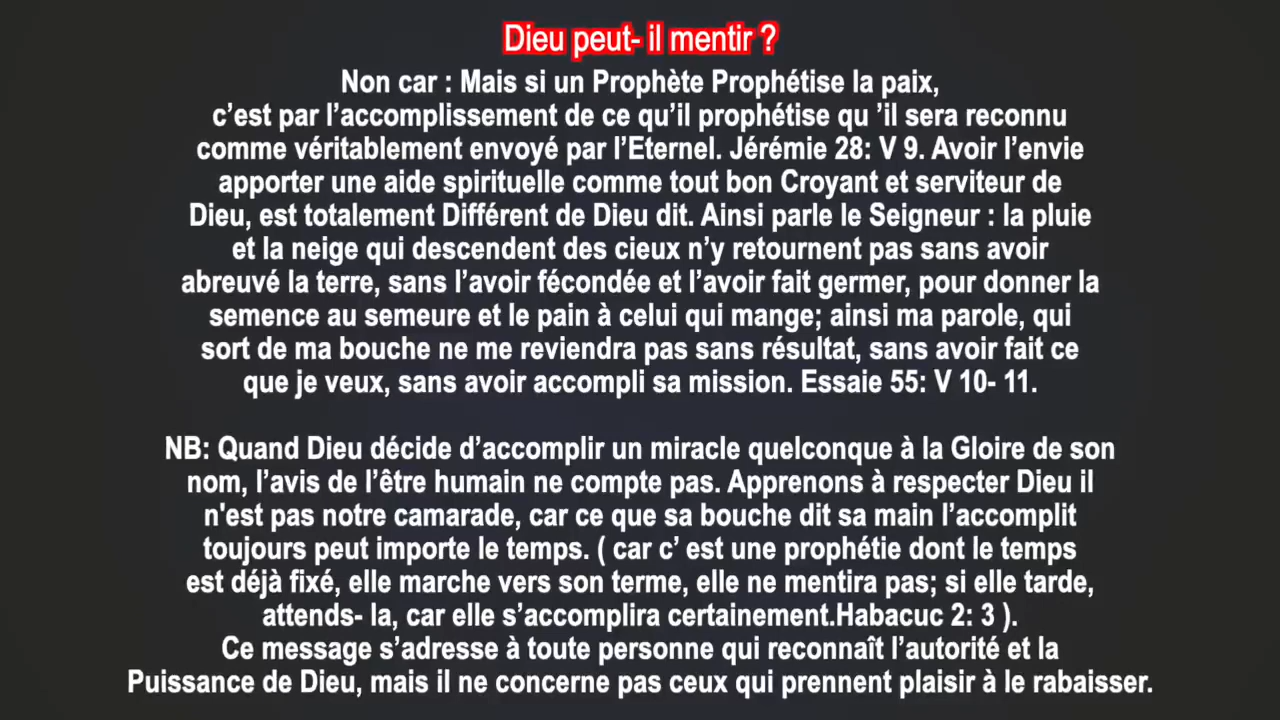 Dieu peut- il mentir ?
Non car : Mais si un Prophète Prophétise la paix,
c’est par l’accomplissement de ce qu’il prophétise qu ’il sera reconnu
comme véritablement envoyé par l’Eternel. Jérémie 28: V 9. Avoir l’envie
apporter une aide spirituelle comme tout bon Croyant et serviteur de
Dieu, est totalement Différent de Dieu dit. Ainsi parle le Seigneur : la pluie
et la neige qui descendent des cieux n’y retournent pas sans avoir
abreuvé la terre, sans l’avoir fécondée et l’avoir fait germer, pour donner la
semence au semeure et le pain à celui qui mange; ainsi ma parole, qui
sort de ma bouche ne me reviendra pas sans résultat, sans avoir fait ce
que je veux, sans avoir accompli sa mission. Essaie 55: V 10- 11.
NB: Quand Dieu décide d’accomplir un miracle quelconque à la Gloire de son
nom, l’avis de l’être humain ne compte pas. Apprenons à respecter Dieu il
n'est pas notre camarade, car ce que sa bouche dit sa main l’accomplit
toujours peut importe le temps. ( car c’ est une prophétie dont le temps
est déjà fixé, elle marche vers son terme, elle ne mentira pas; si elle tarde,
attends- la, car elle s’accomplira certainement.Habacuc 2: 3 ).
Ce message s’adresse à toute personne qui reconnaît l’autorité et la
Puissance de Dieu, mais il ne concerne pas ceux qui prennent plaisir à le rabaisser.